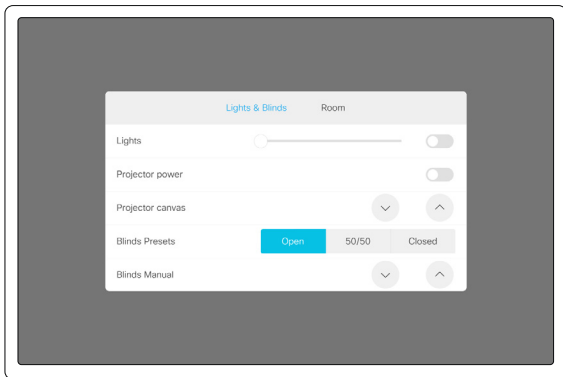 Lights & Blinds Room
Lights
Projector power
Projector canvas
Blinds Presets Open 50/50 Closed
Blinds Manual